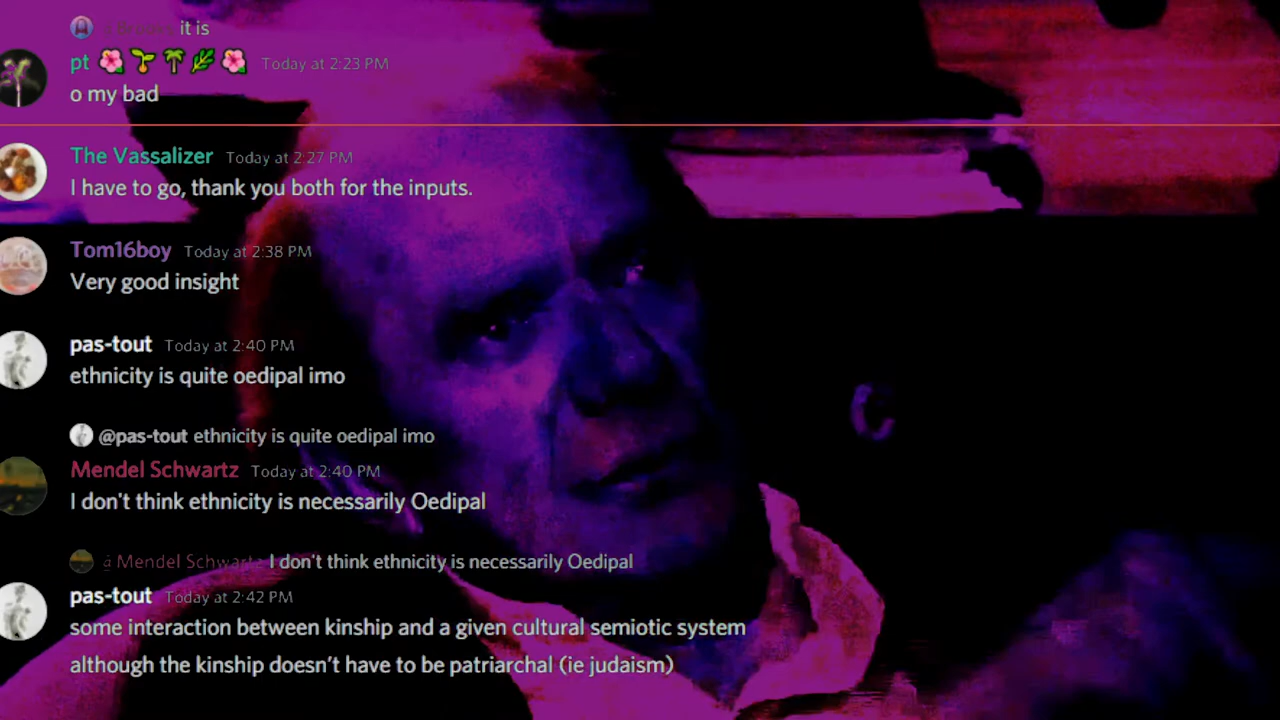 it is
pt 🌺 🌱 🌴 🌿 🌺 Today at 2:23 PM
o my bad
The Vassalizer Today at 2:27 PM
I have to go, thank you both for the inputs.
Tom16boy Today at 2:38 PM
Very good insight
pas-tout Today at 2:40 PM
ethnicity is quite oedipal imo
@pas-tout ethnicity is quite oedipal imo
Mendel Schwartz Today at 2:40 PM
I don't think ethnicity is necessarily Oedipal
Mendel Schwartz I don't think ethnicity is necessarily Oedipal
pas-tout Today at 2:42 PM
some interaction between kinship and a given cultural semiotic system
although the kinship doesn't have to be patriarchal (ie judaism)